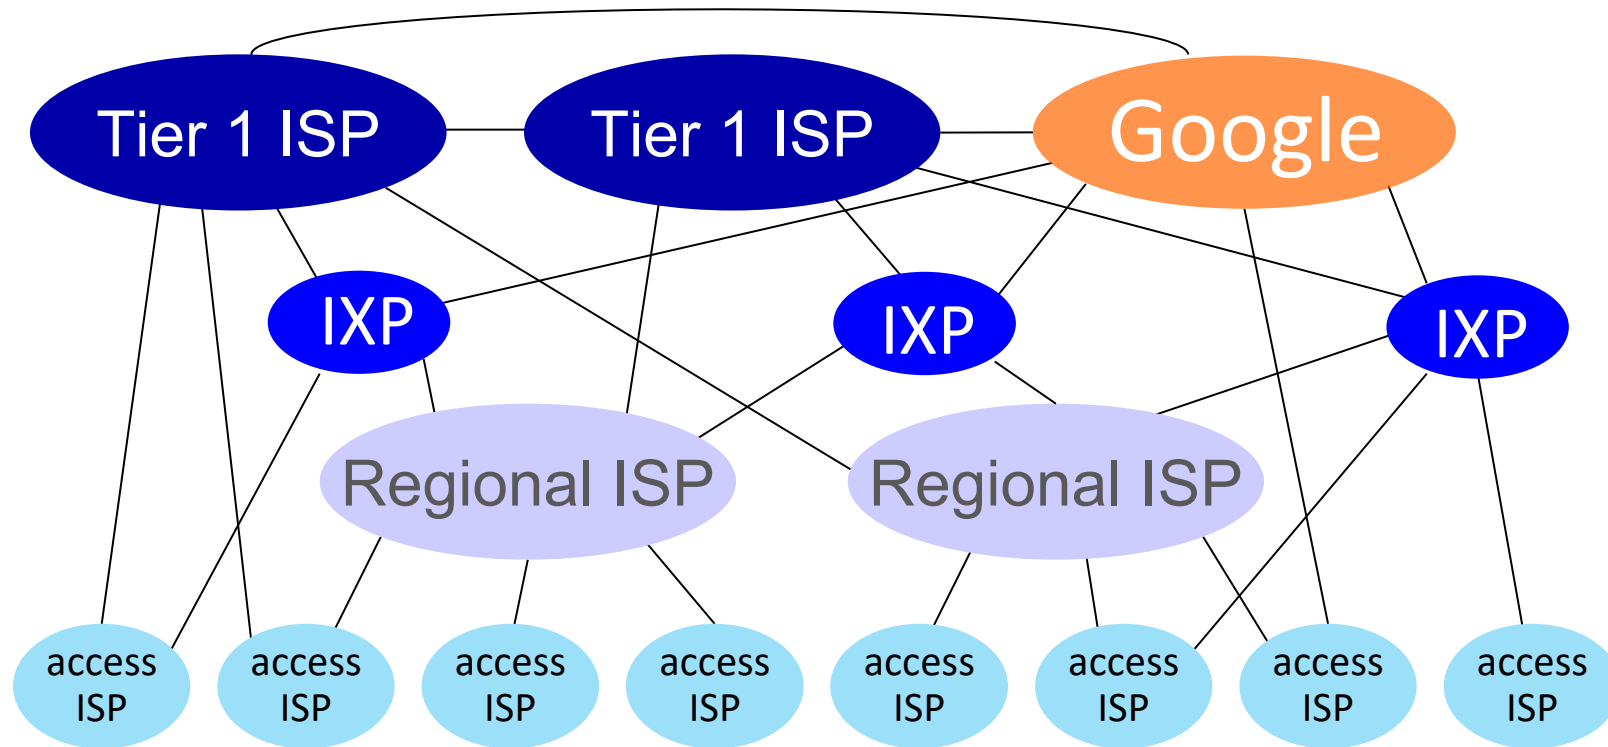 Tier 1 ISP
Tier 1 ISP
Google
IXP
IXP
IXP
Regional ISP
Regional ISP
access
ISP
access
ISP
access
ISP
access
ISP
access
ISP
access
ISP
access
ISP
access
ISP